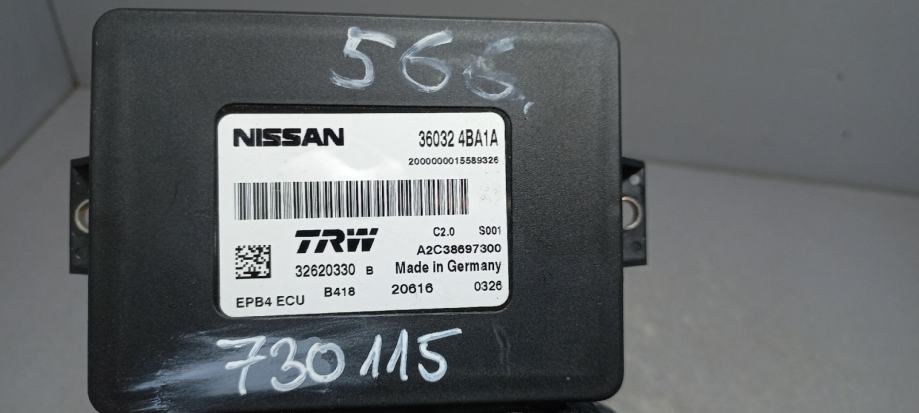 566.
NISSAN 36032 4BA1A
2000000015589326
C2.0 S001
TRW A2C38697300
32620330 B Made in Germany
EPB4 ECU B418 20616 0326
730115